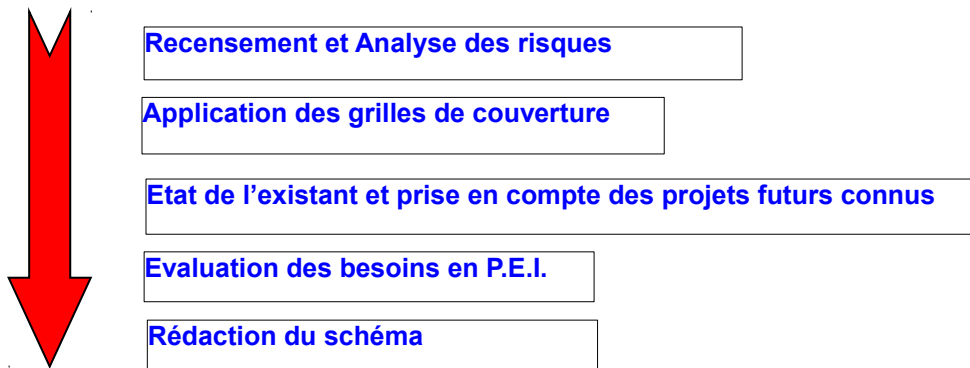 Recensement et Analyse des risques
Application des grilles de couverture
Etat de l’existant et prise en compte des projets futurs connus
Evaluation des besoins en P.E.I.
Rédaction du schéma